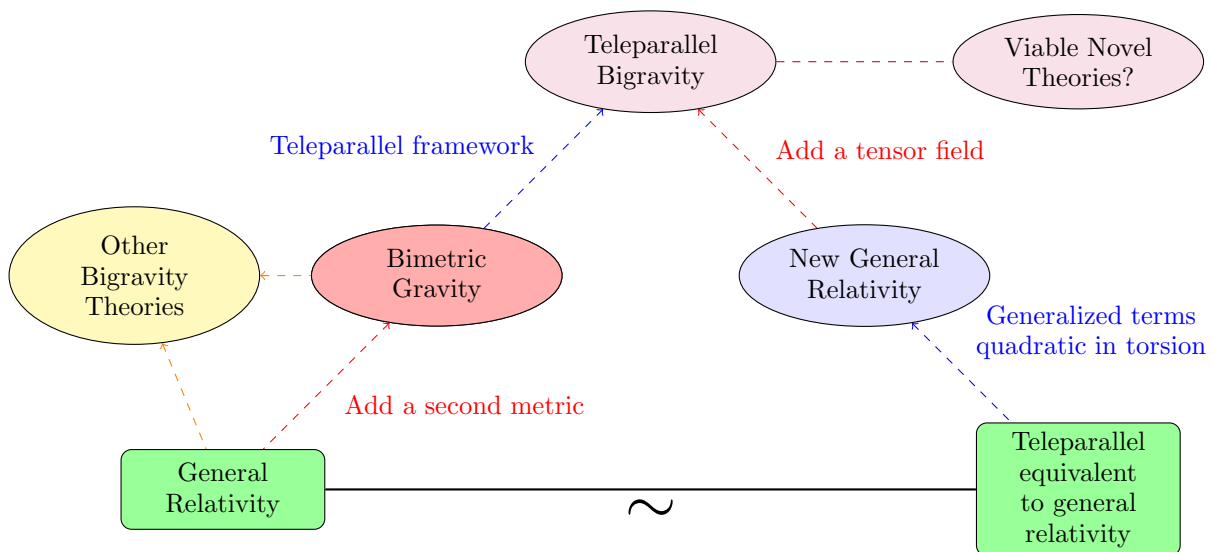 Teleparallel
Bigravity
Viable Novel
Theories?
Teleparallel framework
Add a tensor field
Other
Bigravity
Theories
Bimetric
Gravity
New General
Relativity
Generalized terms
quadratic in torsion
Add a second metric
General
Relativity
∼
Teleparallel
equivalent
to general
relativity